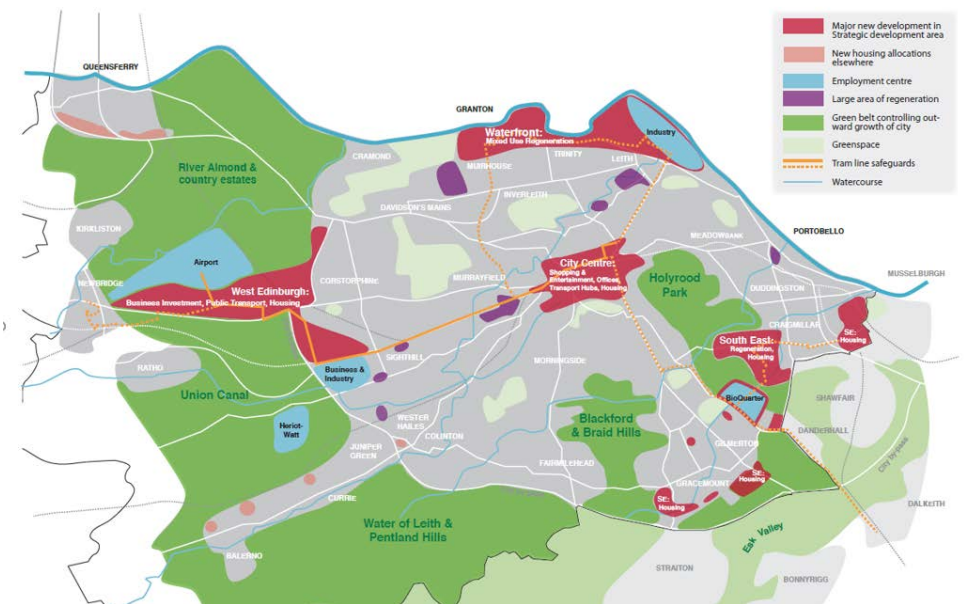 Major new development in
Strategic development area
New housing allocations
elsewhere
Employment centre
Large area of regeneration
Green belt controlling out-
ward growth of city
Greenspace
Tram line safeguards
Watercourse
QUEENSFERRY
GRANTON
Waterfront:
Mixed Use Regeneration
Industry
CRAMOND
MUIRHOUSE
TRINITY
LEITH
River Almond &
country estates
INVERLEITH
DAVIDSON'S MAINS
KIRKLISTON
MEADOWBANK
PORTOBELLO
Airport
City Centre:
Shopping &
Entertainment, Offices,
Transport Hubs, Housing
MUSSELBURGH
NEWBRIDGE
CORSTORPHINE
MURRAYFIELD
Holyrood
Park
West Edinburgh:
Business Investment, Public Transport, Housing
DUDDINGSTON
CRAIGMILLAR
SE:
Housing
South East:
Regeneration,
Housing
SIGHTHILL
MORNINGSIDE
RATHO
Business &
Industry
Union Canal
BioQuarter
SHAWFAIR
Heriot-
Watt
WESTER
HAILES
Blackford
& Braid Hills
COLINTON
DANDERHALL
GILMERTON
JUNIPER
GREEN
City bypass
FAIRMILEHEAD
SE:
Housing
GRACEMOUNT
CURRIE
SE:
Housing
DALKEITH
Water of Leith &
Pentland Hills
Esk Valley
BALERNO
STRAITON
BONNYRIGG